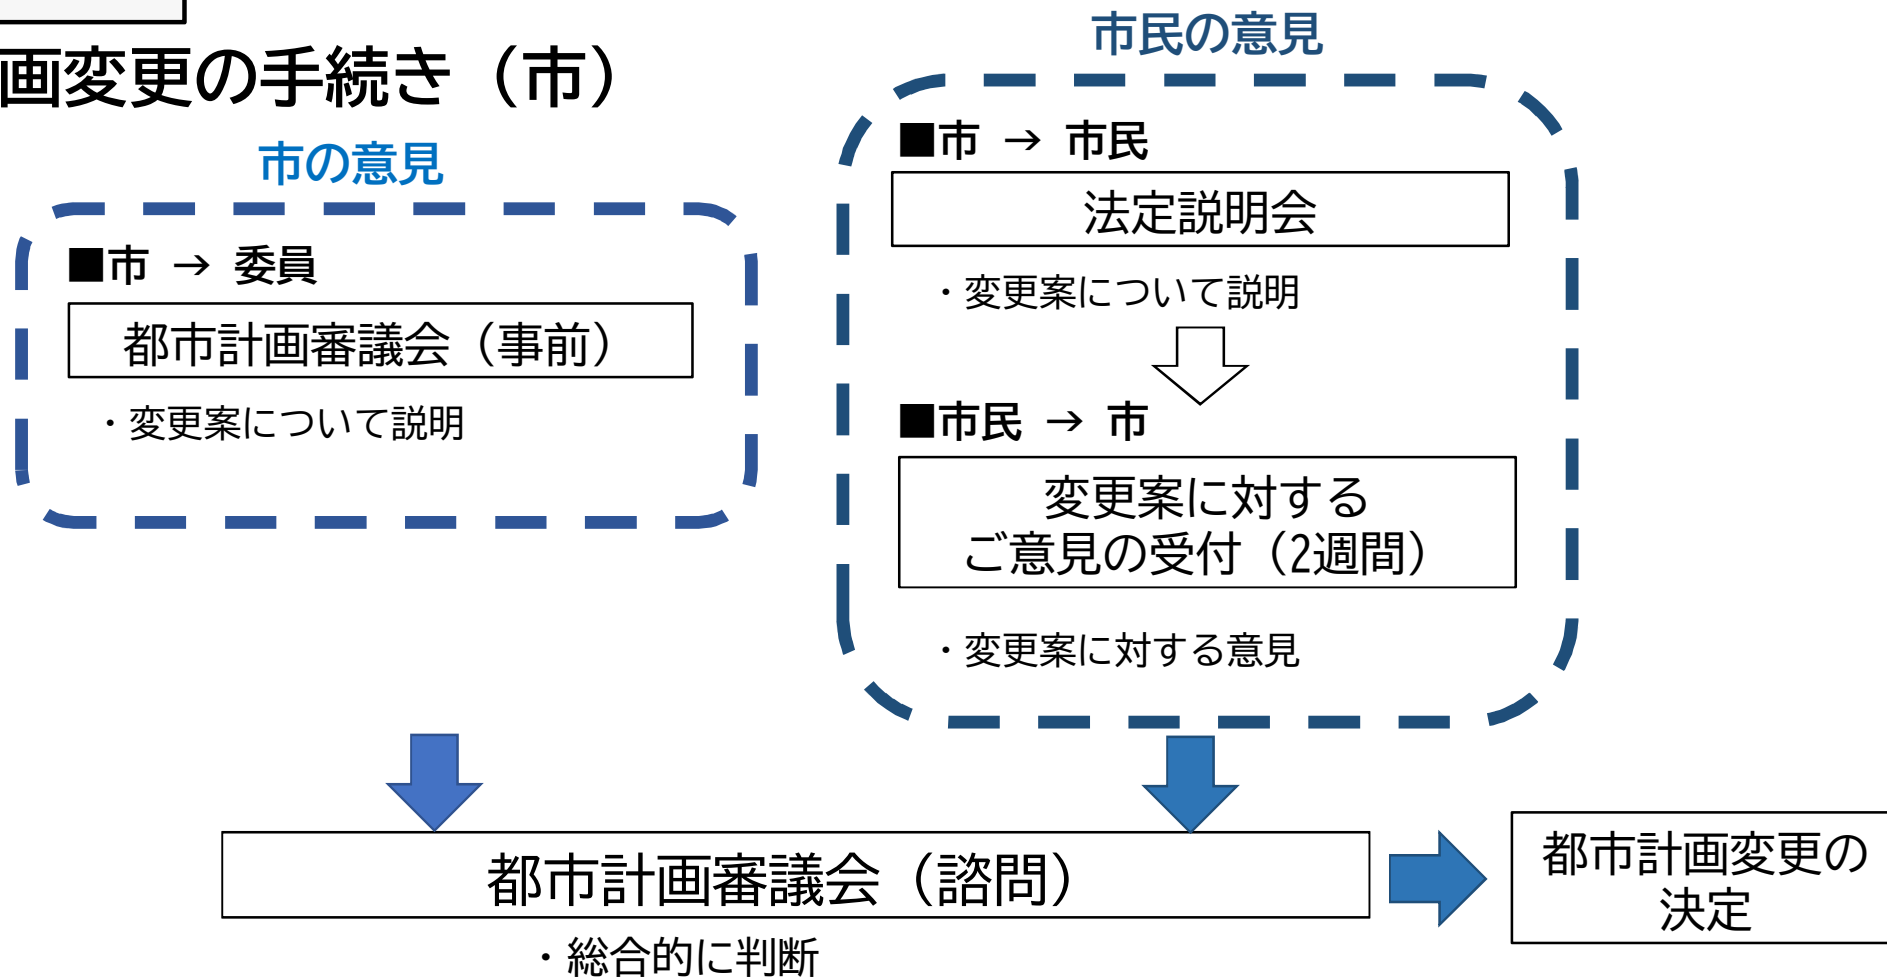 画変更の手続き（市）
市の意見
■市 → 委員
都市計画審議会（事前）
・変更案について説明
市民の意見
■市 → 市民
法定説明会
・変更案について説明
■市民 → 市
変更案に対する
ご意見の受付（2週間）
・変更案に対する意見
都市計画審議会（諮問）
・総合的に判断
都市計画変更の
決定